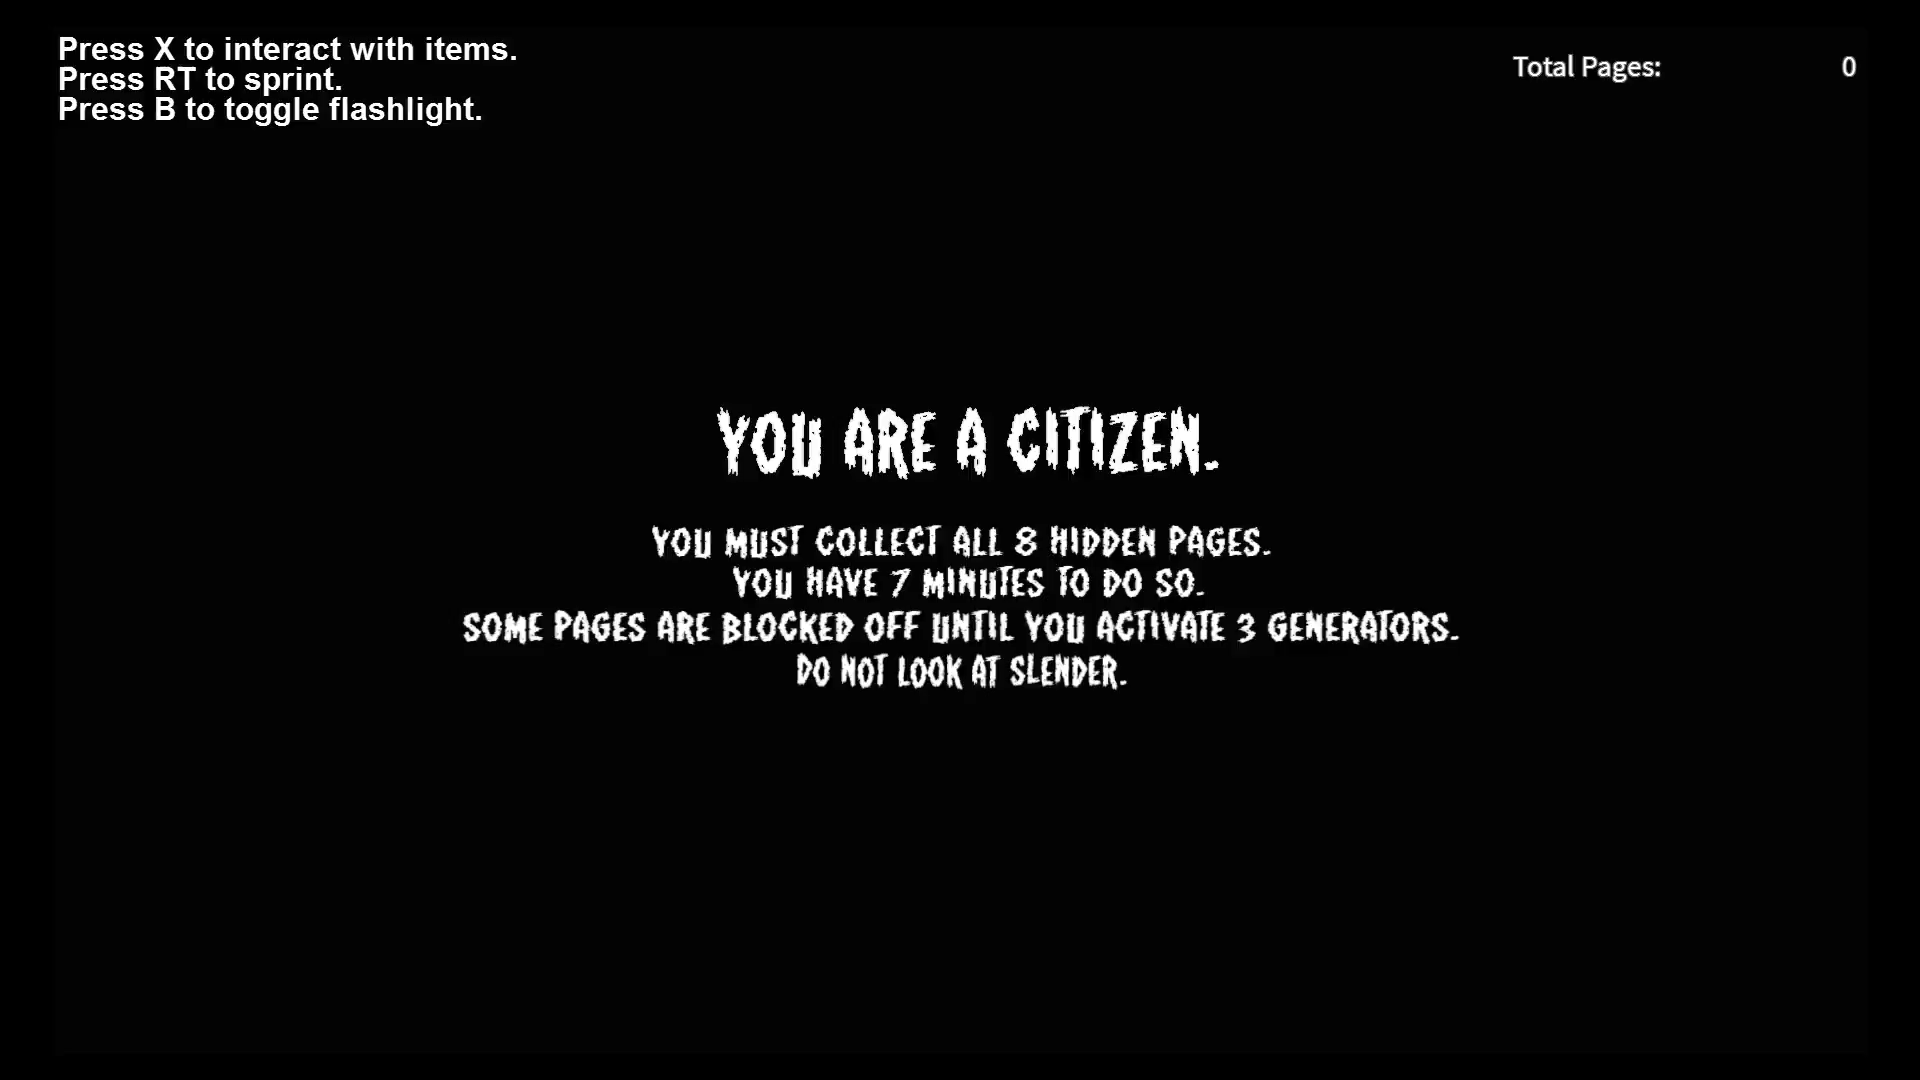 Press X to interact with items.
Press RT to sprint.
Press B to toggle flashlight.
Total Pages: 0
YOU ARE A CITIZEN.
YOU MUST COLLECT ALL 8 HIDDEN PAGES.
YOU HAVE 7 MINUTES TO DO SO.
SOME PAGES ARE BLOCKED OFF UNTIL YOU ACTIVATE 3 GENERATORS.
DO NOT LOOK AT SLENDER.